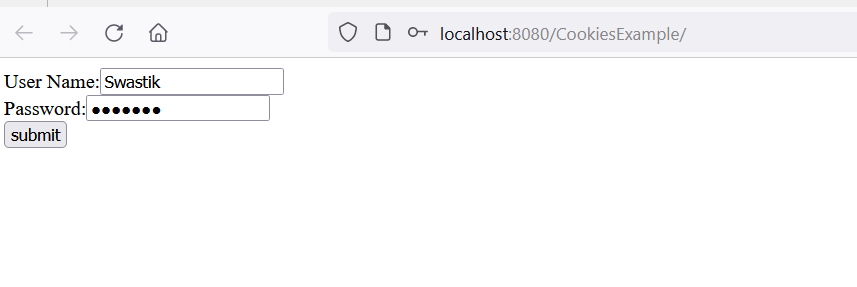 localhost:8080/CookiesExample/
User Name: Swastik
Password: •••••••
submit